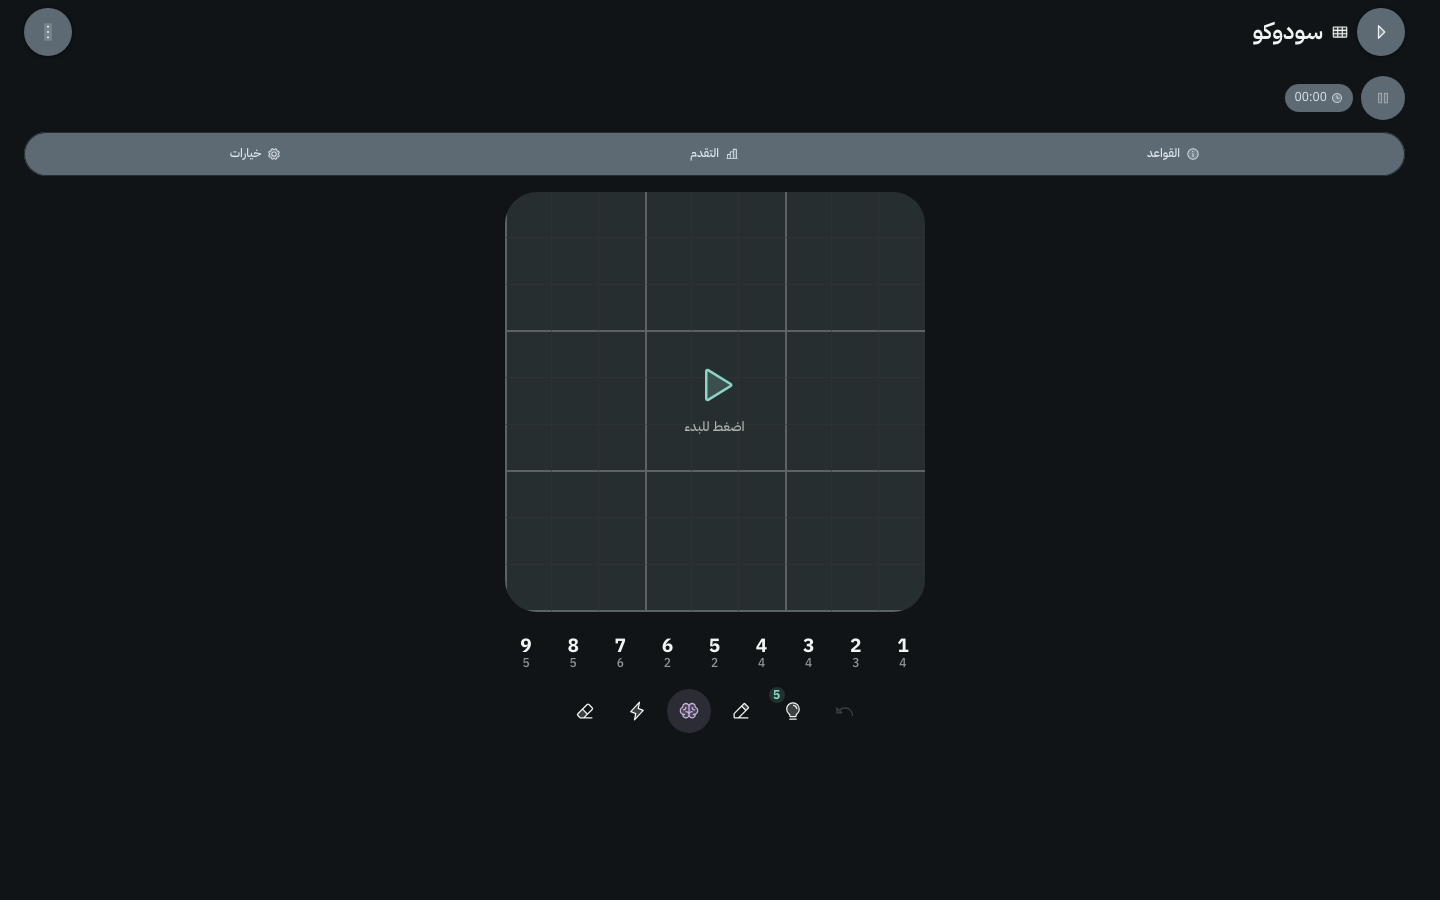 سودوكو
00:00
القواعد
التقدم
خيارات
اضغط للبدء
1 2 3 4 5 6 7 8 9
4 3 4 4 2 2 6 5 5
5